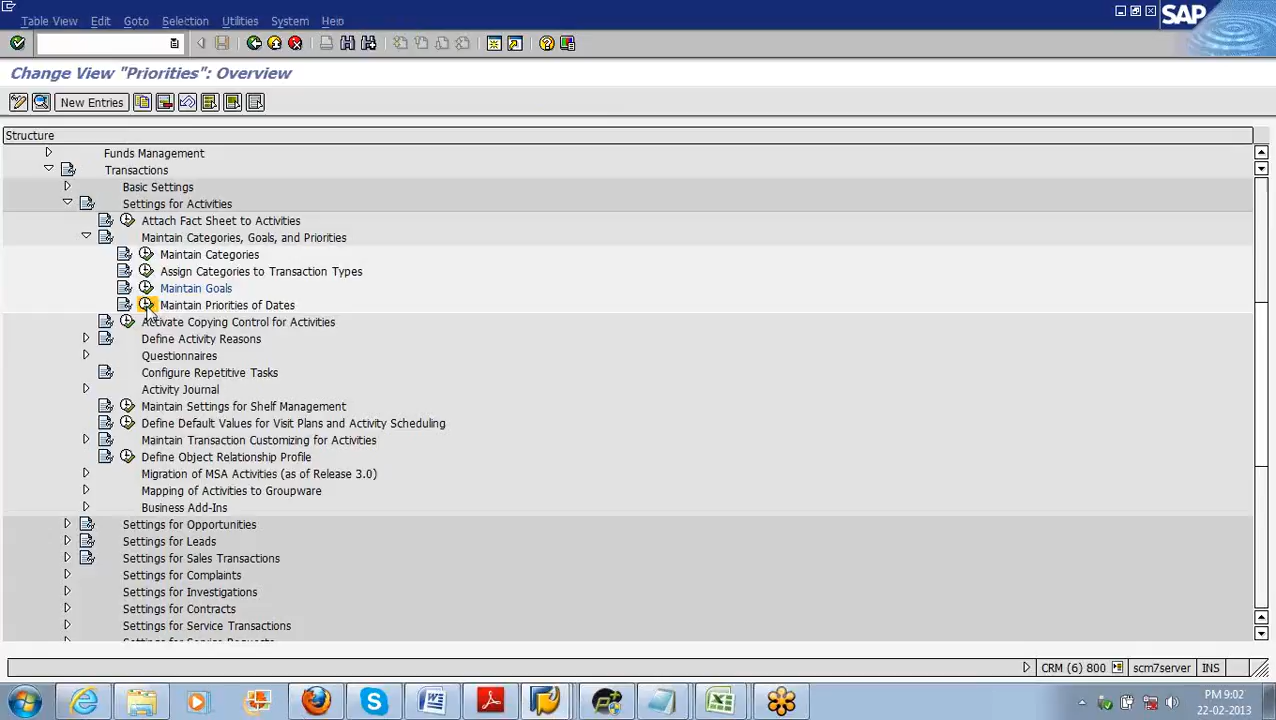 Table View Edit Goto Selection Utilities System Help
SAP
Change View "Priorities": Overview
New Entries
Structure
Funds Management
Transactions
Basic Settings
Settings for Activities
Attach Fact Sheet to Activities
Maintain Categories, Goals, and Priorities
Maintain Categories
Assign Categories to Transaction Types
Maintain Goals
Maintain Priorities of Dates
Activate Copying Control for Activities
Define Activity Reasons
Questionnaires
Configure Repetitive Tasks
Activity Journal
Maintain Settings for Shelf Management
Define Default Values for Visit Plans and Activity Scheduling
Maintain Transaction Customizing for Activities
Define Object Relationship Profile
Migration of MSA Activities (as of Release 3.0)
Mapping of Activities to Groupware
Business Add-Ins
Settings for Opportunities
Settings for Leads
Settings for Sales Transactions
Settings for Complaints
Settings for Investigations
Settings for Contracts
Settings for Service Transactions
Settings for Service Requests
CRM (6) 800 scm7server INS
PM 9:02
22-02-2013